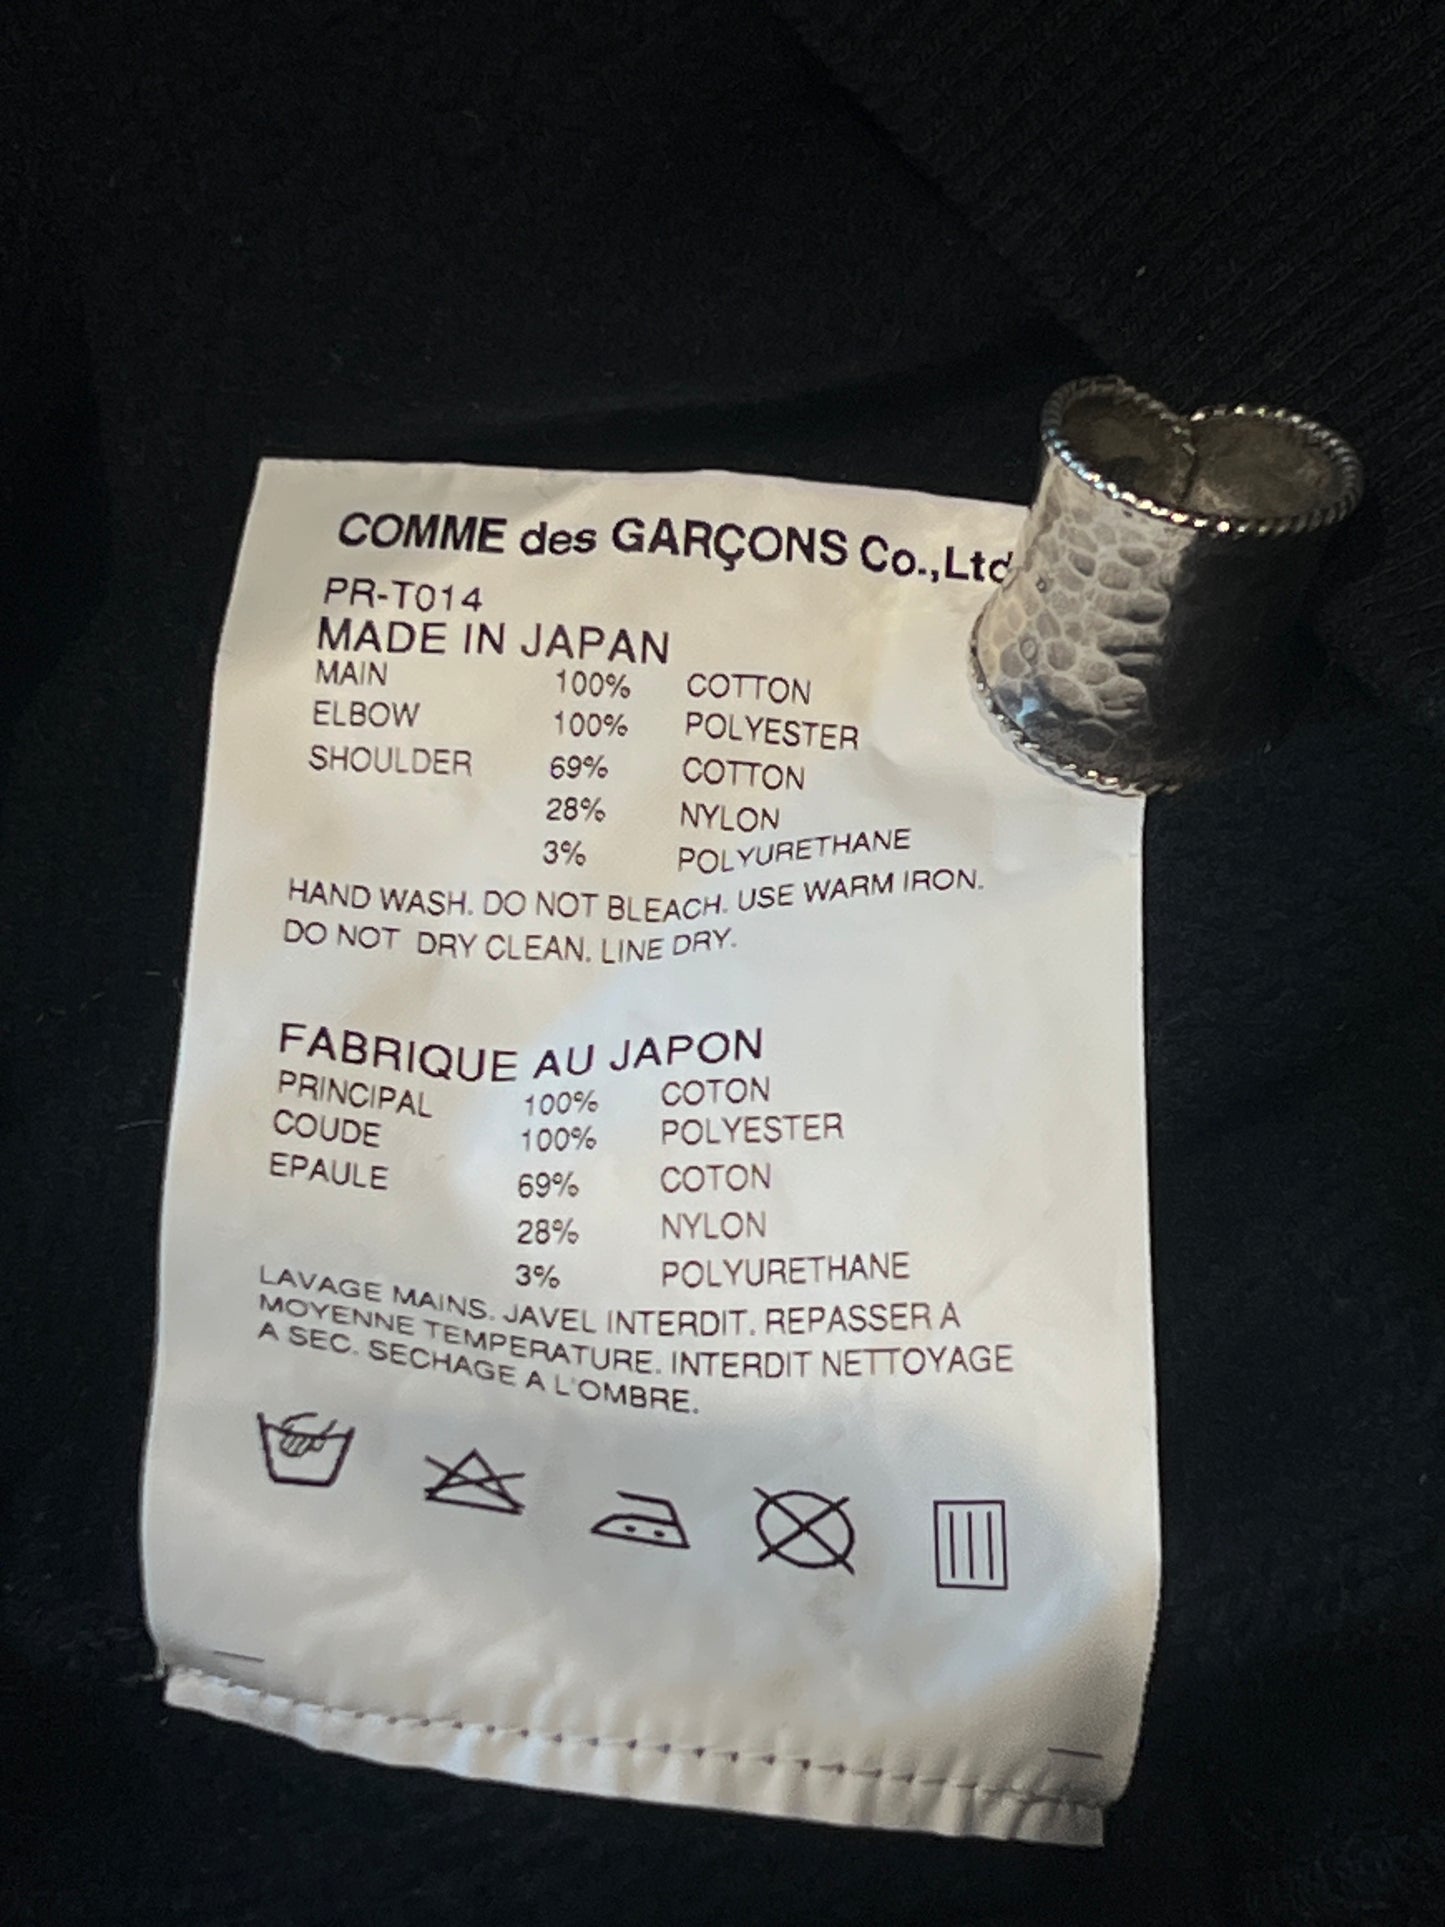 COMME des GARÇONS Co.,Ltd
PR-T014
MADE IN JAPAN
MAIN 100% COTTON
ELBOW 100% POLYESTER
SHOULDER 69% COTTON
28% NYLON
3% POLYURETHANE
HAND WASH. DO NOT BLEACH. USE WARM IRON.
DO NOT DRY CLEAN. LINE DRY.
FABRIQUE AU JAPON
PRINCIPAL 100% COTON
COUDE 100% POLYESTER
EPAULE 69% COTON
28% NYLON
3% POLYURETHANE
LAVAGE MAINS. JAVEL INTERDIT. REPASSER A
MOYENNE TEMPERATURE. INTERDIT NETTOYAGE
A SEC. SECHAGE A L'OMBRE.